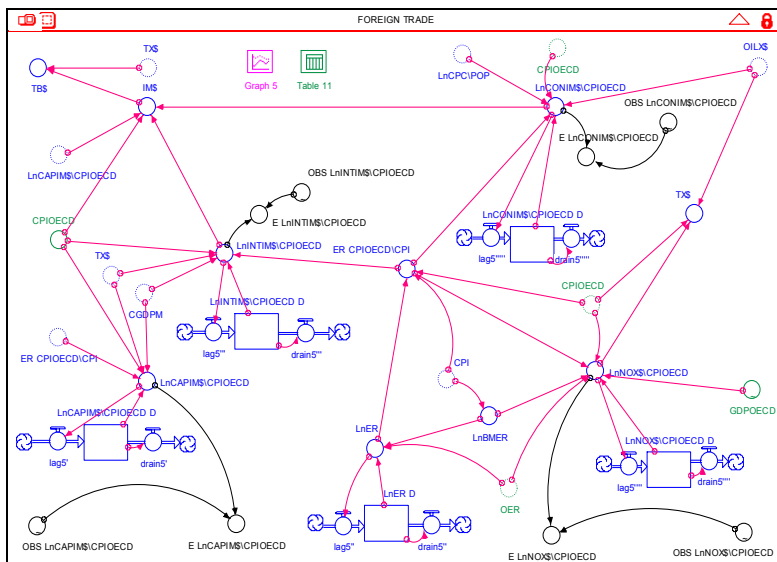 FOREIGN TRADE
TX$
TB$
IM$
Graph 5
Table 11
LnCPC\POP
CPIOECD
OILX$
LnCONIM$\CPIOECD
OBS LnCONIM$\CPIOECD
E LnCONIM$\CPIOECD
LnCAPIM$\CPIOECD
OBS LnINTIM$\CPIOECD
E LnINTIM$\CPIOECD
CPIOECD
LnINTIM$\CPIOECD
ER CPIOECD\CPI
LnCONIM$\CPIOECD D
TX$
lag5''''
drain5''''
TX$
CGDPM
CPIOECD
LnINTIM$\CPIOECD D
lag5'''
drain5'''
ER CPIOECD\CPI
CPI
LnCAPIM$\CPIOECD
LnNOX$\CPIOECD
GDPOECD
LnCAPIM$\CPIOECD D
LnER
LnBMER
LnNOX$\CPIOECD D
lag5'
drain5'
lag5'''''
drain5'''''
LnER D
OER
lag5''
drain5''
OBS LnCAPIM$\CPIOECD
E LnCAPIM$\CPIOECD
E LnNOX$\CPIOECD
OBS LnNOX$\CPIOECD